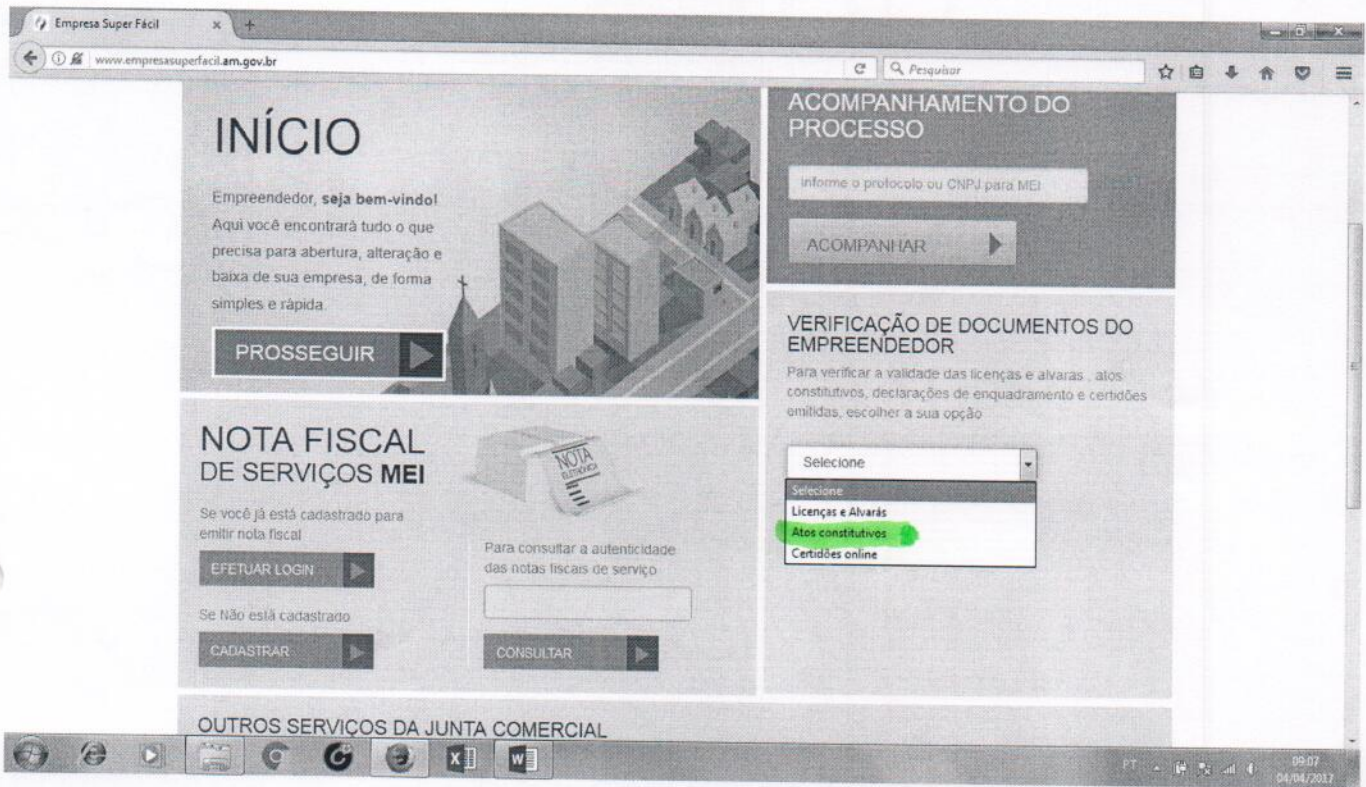 Empresa Super Fácil
www.empresasuperfacil.am.gov.br
Pesquisar
INÍCIO
Empreendedor, seja bem-vindo!
Aqui você encontrará tudo o que
precisa para abertura, alteração e
baixa de sua empresa, de forma
simples e rápida.
PROSSEGUIR
ACOMPANHAMENTO DO
PROCESSO
informe o protocolo ou CNPJ para MEI
ACOMPANHAR
VERIFICAÇÃO DE DOCUMENTOS DO
EMPREENDEDOR
Para verificar a validade das licenças e alvaras , atos
constitutivos, declarações de enquadramento e certidões
emitidas, escolher a sua opção
Selecione
Selecione
Licenças e Alvarás
Atos constitutivos
Certidões online
NOTA FISCAL
DE SERVIÇOS MEI
Se você já está cadastrado para
emitir nota fiscal
EFETUAR LOGIN
Se Não está cadastrado
CADASTRAR
NOTA
ELETRÔNICA
Para consultar a autenticidade
das notas fiscais de serviço
CONSULTAR
OUTROS SERVIÇOS DA JUNTA COMERCIAL
PT
09:07
04/04/2017